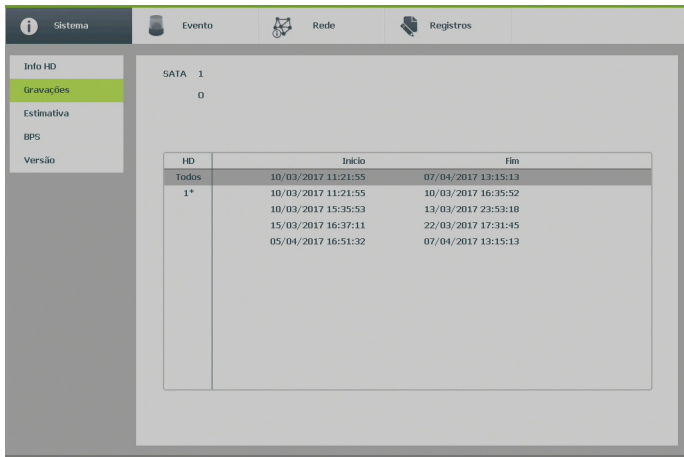 Sistema Evento Rede Registros
Info HD
Gravações
Estimativa
BPS
Versão
SATA 1
O
HD Início Fim
Todos 10/03/2017 11:21:55 07/04/2017 13:15:13
1* 10/03/2017 11:21:55 10/03/2017 16:35:52
10/03/2017 15:35:53 13/03/2017 23:53:18
15/03/2017 16:37:11 22/03/2017 17:31:45
05/04/2017 16:51:32 07/04/2017 13:15:13